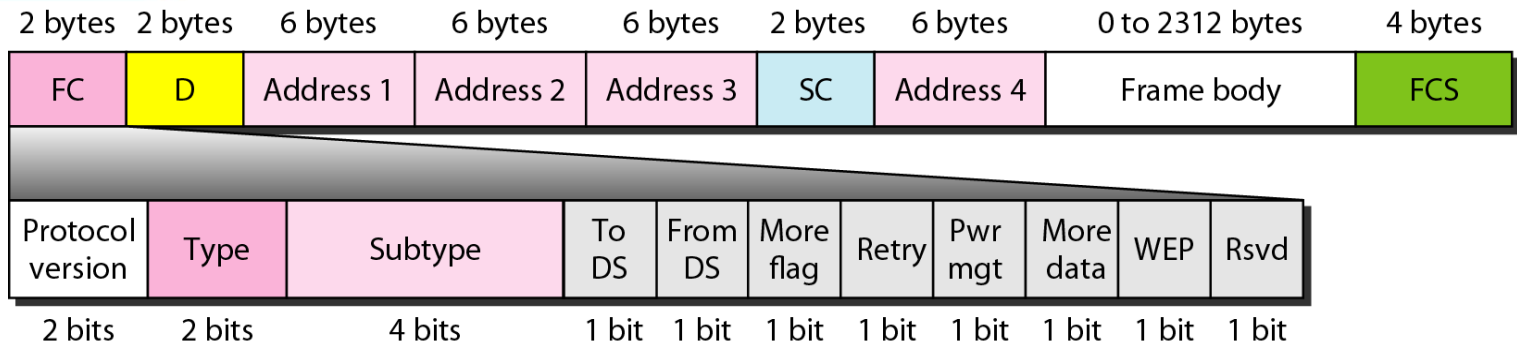 2 bytes 2 bytes 6 bytes 6 bytes 6 bytes 2 bytes 6 bytes 0 to 2312 bytes 4 bytes
FC D Address 1 Address 2 Address 3 SC Address 4 Frame body FCS
Protocol version Type Subtype To DS From DS More flag Retry Pwr mgt More data WEP Rsvd
2 bits 2 bits 4 bits 1 bit 1 bit 1 bit 1 bit 1 bit 1 bit 1 bit 1 bit